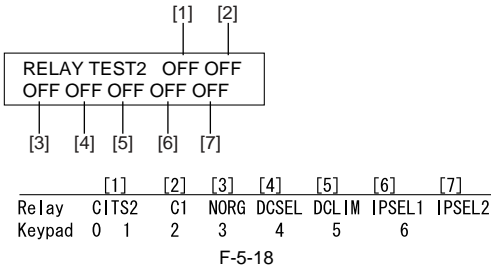 [1] [2]
RELAY TEST2 OFF OFF
OFF OFF OFF OFF OFF
[3] [4] [5] [6] [7]
[1] [2] [3] [4] [5] [6] [7]
Relay CITS2 C1 NORG DCSEL DCLIM IPSEL1 IPSEL2
Keypad 0 1 2 3 4 5 6
F-5-18